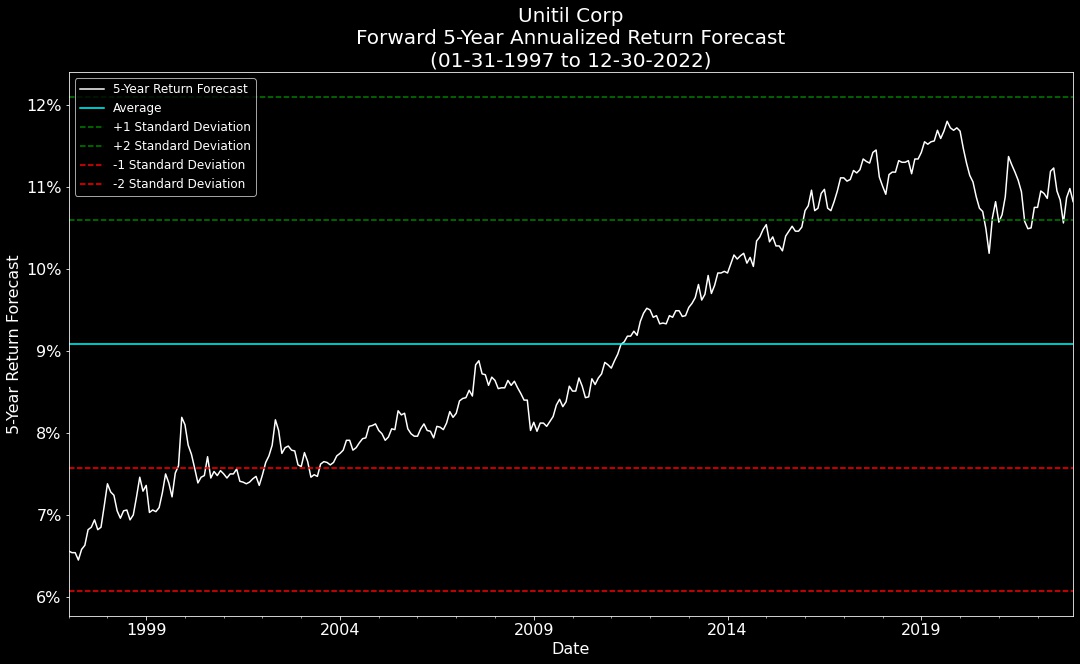 Unitil Corp
Forward 5-Year Annualized Return Forecast
(01-31-1997 to 12-30-2022)
5-Year Return Forecast
Average
+1 Standard Deviation
+2 Standard Deviation
-1 Standard Deviation
-2 Standard Deviation
12%
11%
10%
9%
8%
7%
6%
5-Year Return Forecast
1999
2004
2009
2014
2019
Date